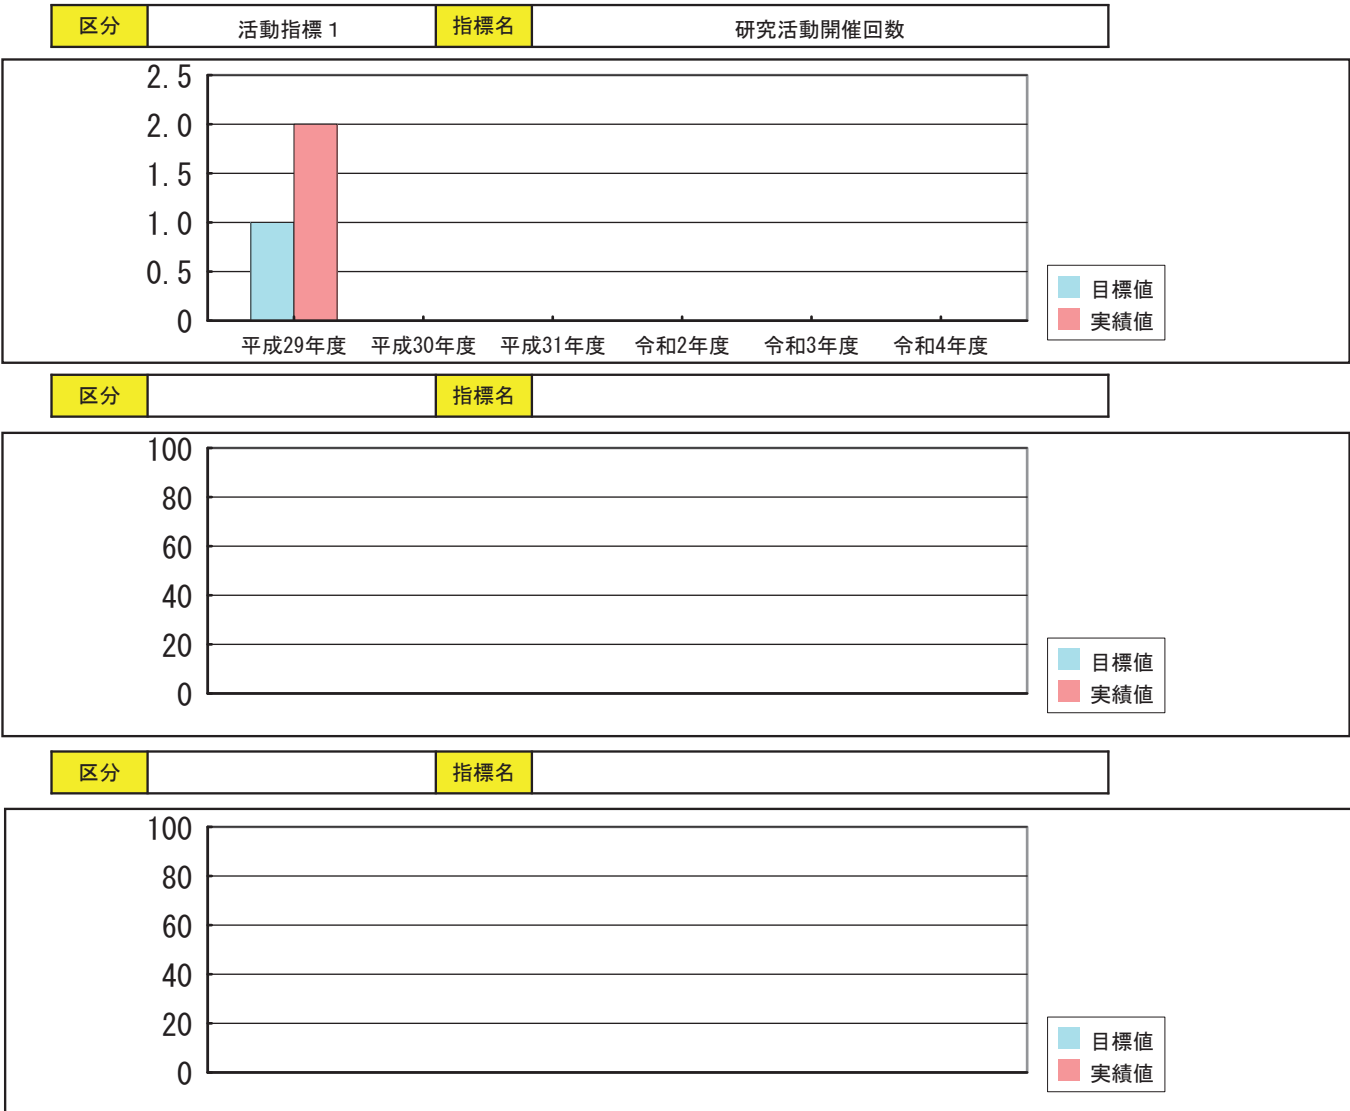 区分 活動指標１ 指標名 研究活動開催回数
2.5
2.0
1.5
1.0
0.5
0
平成29年度 平成30年度 平成31年度 令和2年度 令和3年度 令和4年度
目標値
実績値
区分 指標名
100
80
60
40
20
0
目標値
実績値
区分 指標名
100
80
60
40
20
0
目標値
実績値